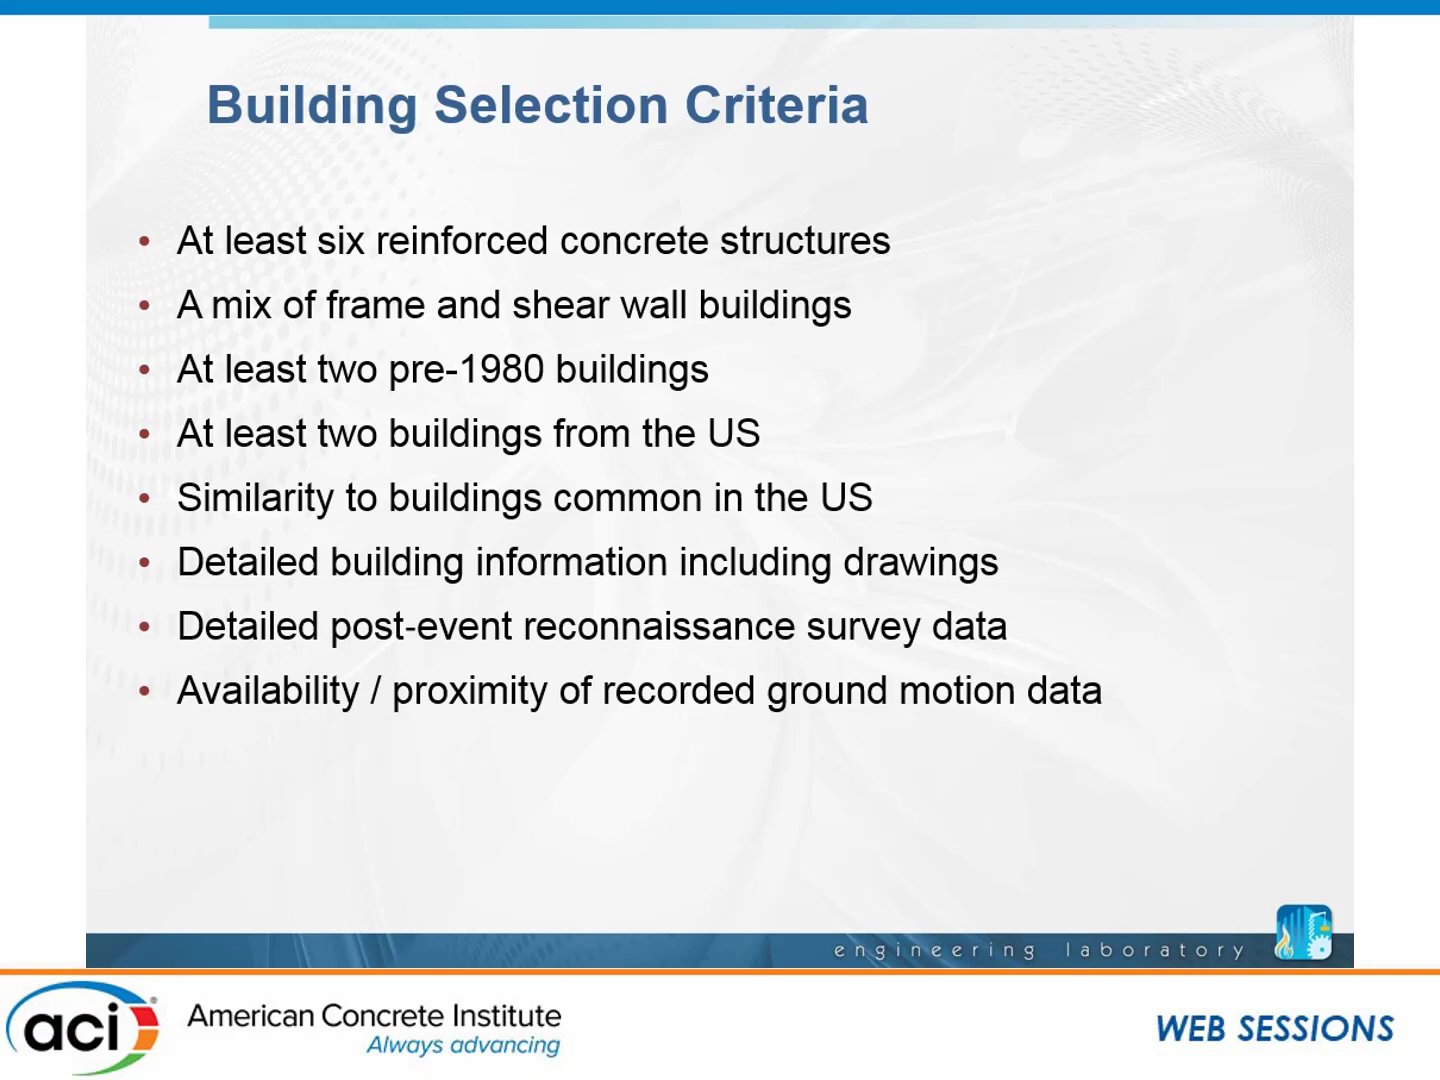 Building Selection Criteria
• At least six reinforced concrete structures
• A mix of frame and shear wall buildings
• At least two pre-1980 buildings
• At least two buildings from the US
• Similarity to buildings common in the US
• Detailed building information including drawings
• Detailed post-event reconnaissance survey data
• Availability / proximity of recorded ground motion data
engineering laboratory
aci®
American Concrete Institute
Always advancing
WEB SESSIONS